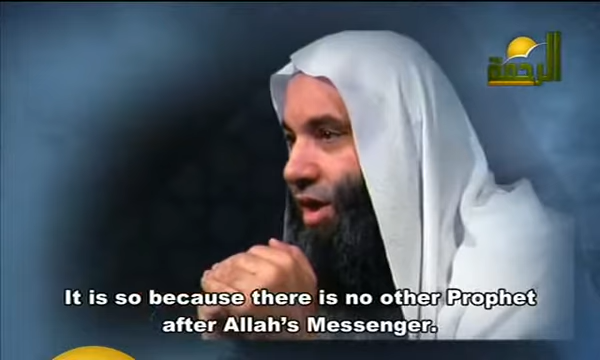 الرحمة
It is so because there is no other Prophet
after Allah's Messenger.